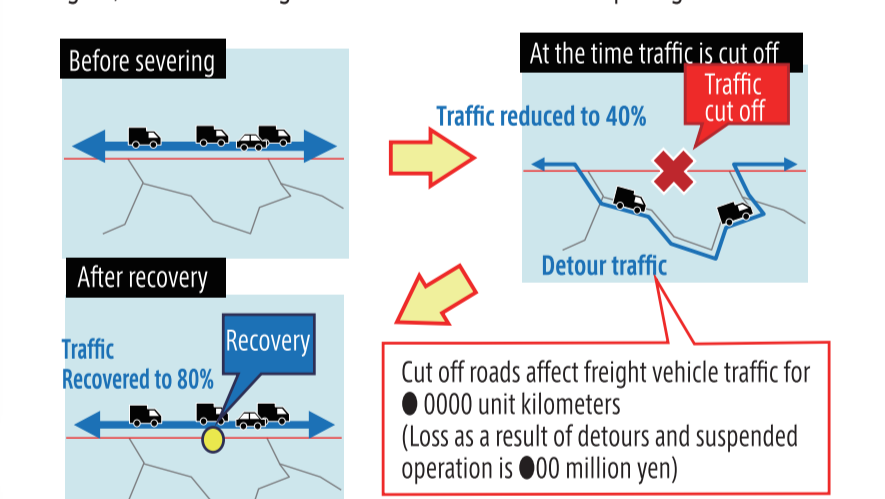 Before severing
At the time traffic is cut off
Traffic
cut off
Traffic reduced to 40%
Detour traffic
After recovery
Recovery
Traffic
Recovered to 80%
Cut off roads affect freight vehicle traffic for
● 0000 unit kilometers
(Loss as a result of detours and suspended
operation is ●00 million yen)